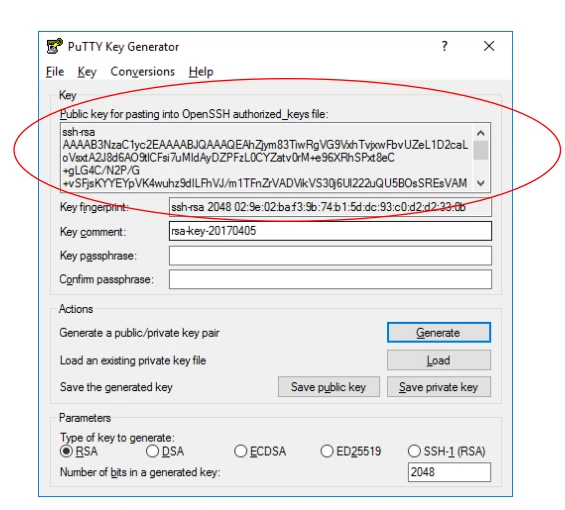 PuTTY Key Generator
File Key Conversions Help
Key
Public key for pasting into OpenSSH authorized_keys file:
ssh-rsa
AAAAB3NzaC1yc2EAAAABJQAAAQEAhZjym83TiwRgVG9VxhTvjxwFbvUZeL1D2caL
oVsxtA2J8d6AO9tlCFsi7uMIdAyDZPFzL0CYZatv0rM+e96XRhSPxt8eC
+gLG4C/N2P/G
+vSFjsKYYEYpVK4wuhz9dILFhVJ/m1TFnZrVADVlkVS30j6UI222uQU5BOsSREsVAM
Key fingerprint: ssh-rsa 2048 02:9e:02:ba:f3:9b:74:b1:5d:dc:93:c0:d2:d2:33:0b
Key comment: rsa-key-20170405
Key passphrase:
Confirm passphrase:
Actions
Generate a public/private key pair Generate
Load an existing private key file Load
Save the generated key Save public key Save private key
Parameters
Type of key to generate:
RSA DSA ECDSA ED25519 SSH-1 (RSA)
Number of bits in a generated key: 2048